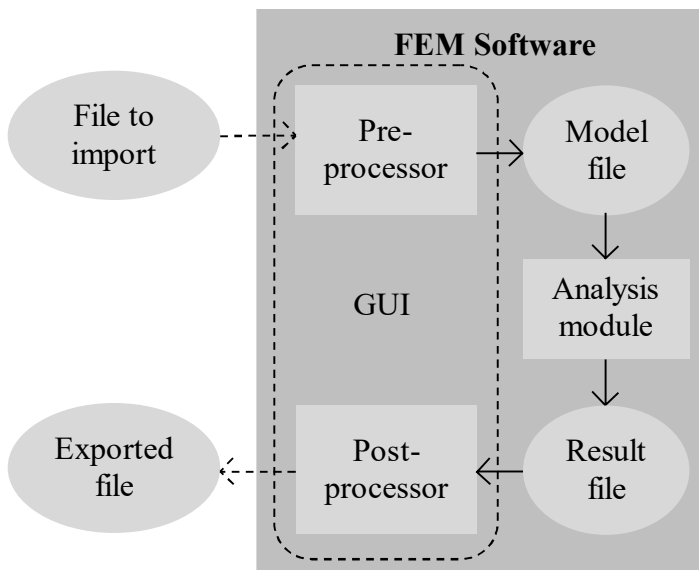 FEM Software
File to
import
Pre-
processor
Model
file
GUI
Analysis
module
Exported
file
Post-
processor
Result
file